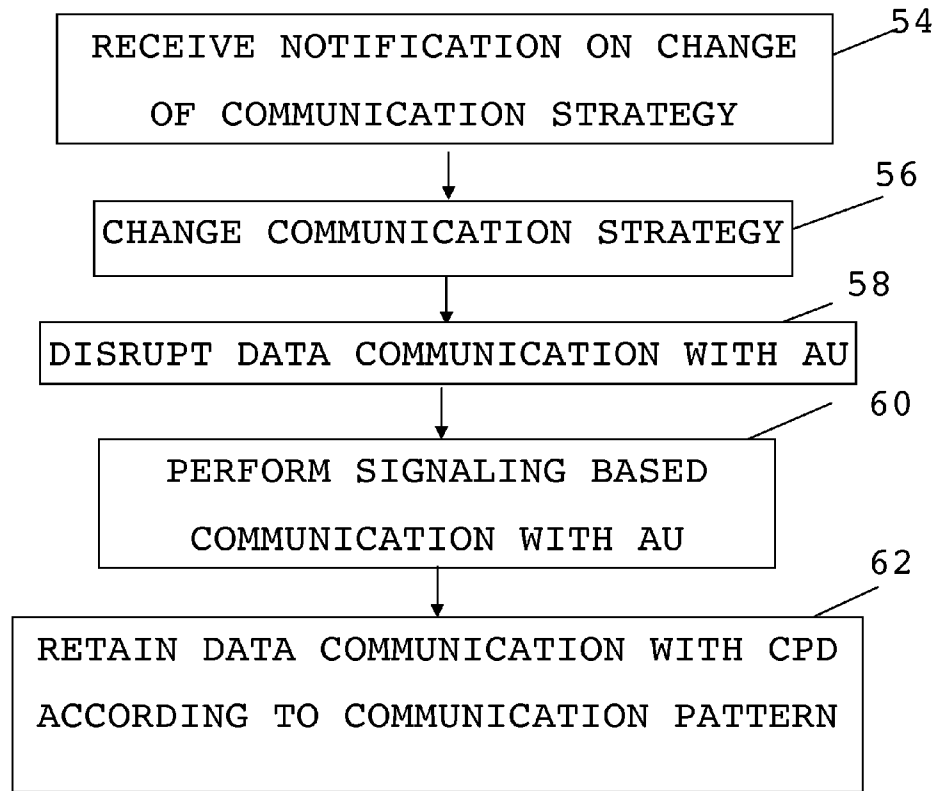 54
RECEIVE NOTIFICATION ON CHANGE
OF COMMUNICATION STRATEGY
56
CHANGE COMMUNICATION STRATEGY
58
DISRUPT DATA COMMUNICATION WITH AU
60
PERFORM SIGNALING BASED
COMMUNICATION WITH AU
62
RETAIN DATA COMMUNICATION WITH CPD
ACCORDING TO COMMUNICATION PATTERN